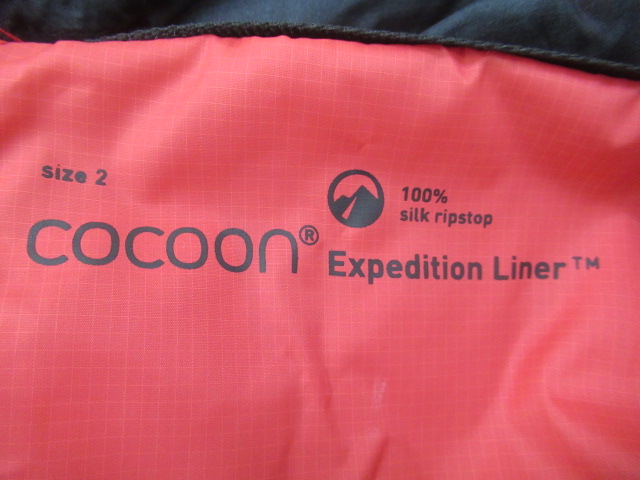 size 2
100%
silk ripstop
cocoon® Expedition Liner™